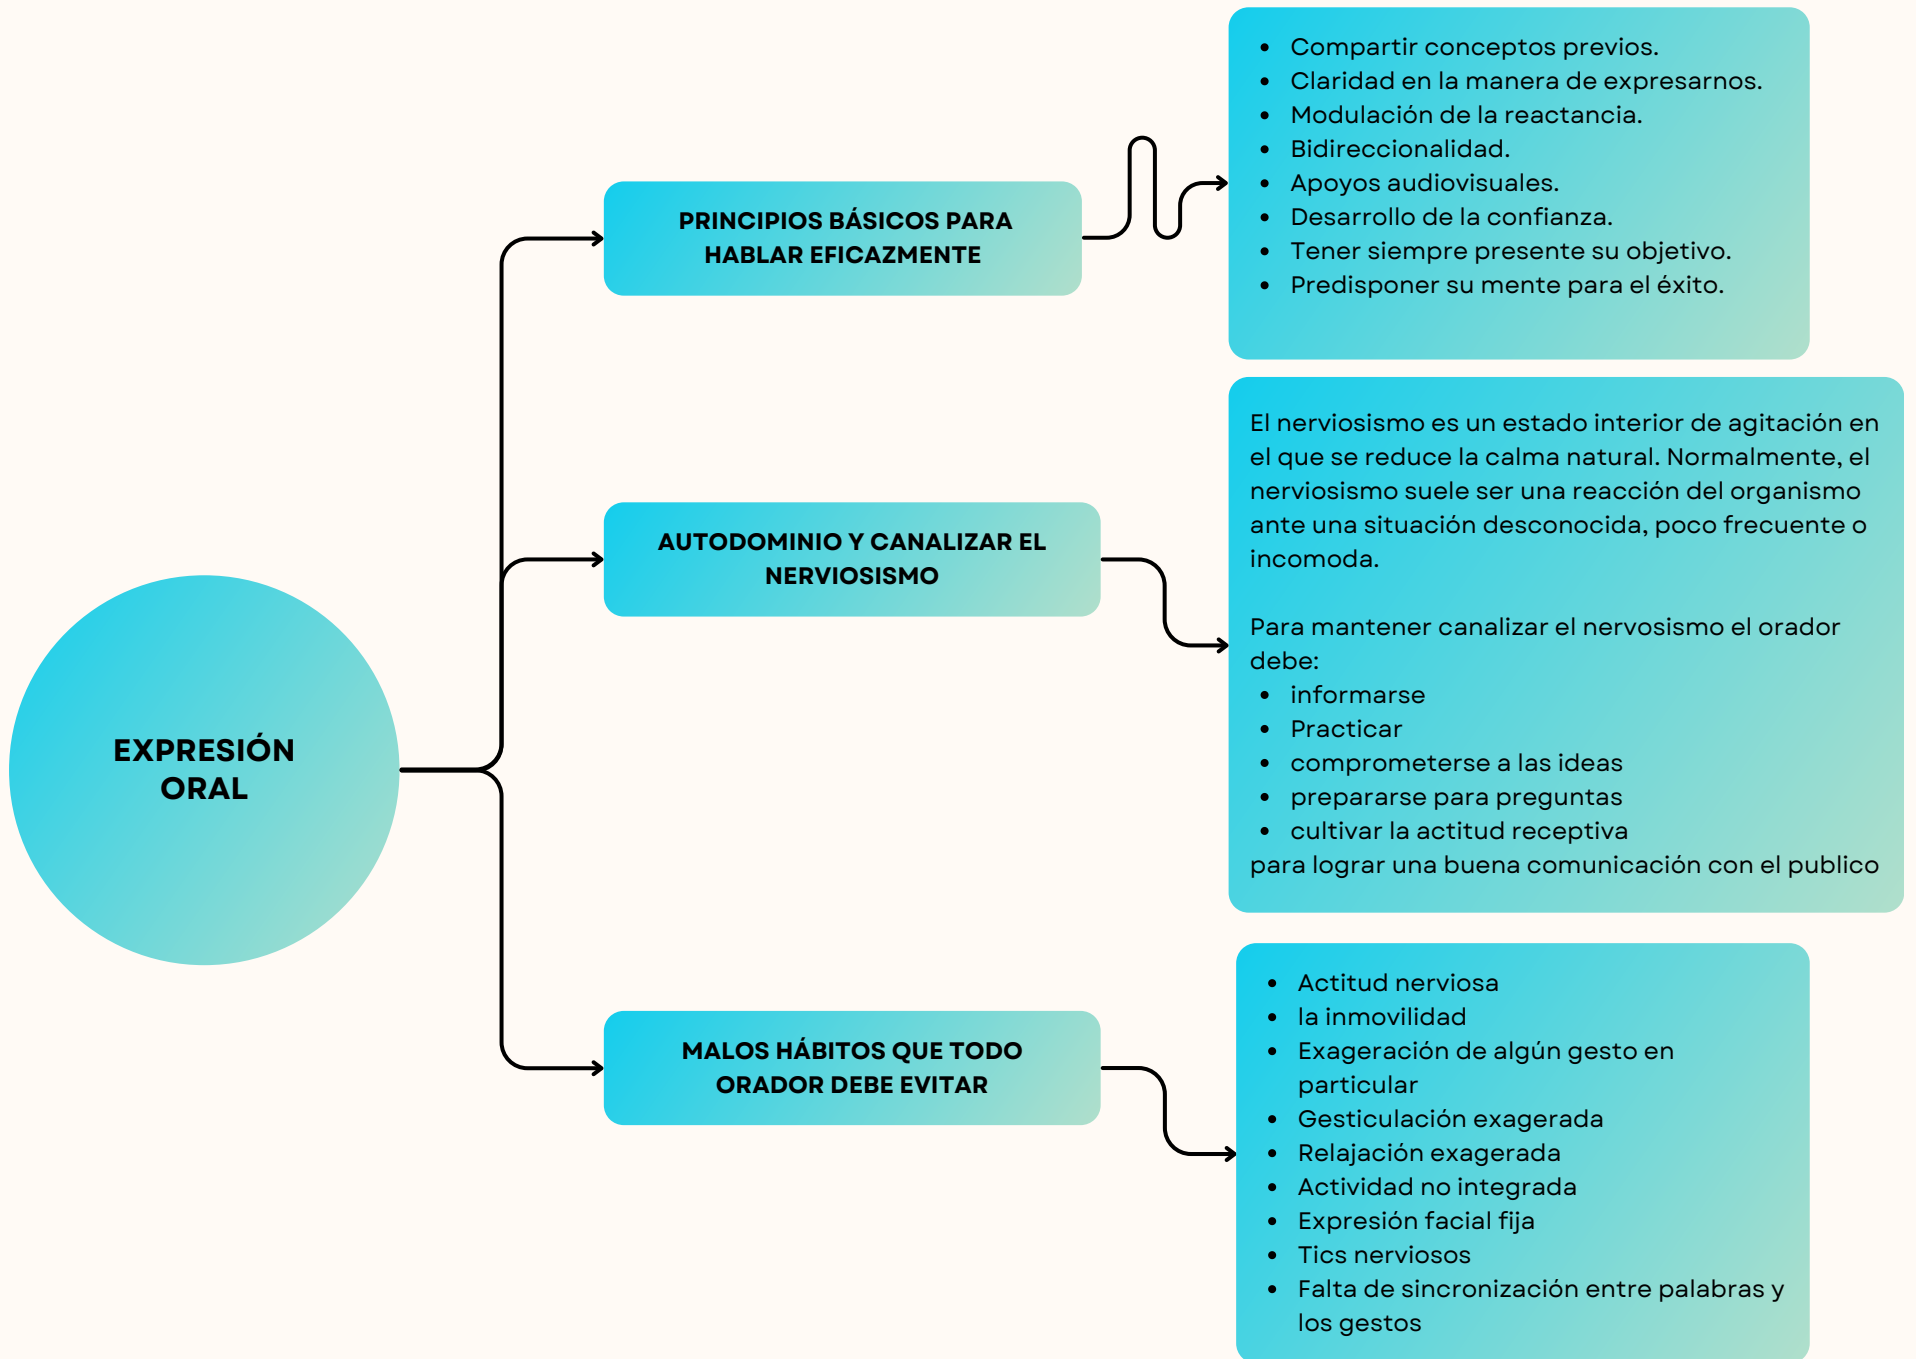 EXPRESIÓN
ORAL
PRINCIPIOS BÁSICOS PARA
HABLAR EFICAZMENTE
• Compartir conceptos previos.
• Claridad en la manera de expresarnos.
• Modulación de la reactancia.
• Bidireccionalidad.
• Apoyos audiovisuales.
• Desarrollo de la confianza.
• Tener siempre presente su objetivo.
• Predisponer su mente para el éxito.
AUTODOMINIO Y CANALIZAR EL
NERVIOSISMO
El nerviosismo es un estado interior de agitación en
el que se reduce la calma natural. Normalmente, el
nerviosismo suele ser una reacción del organismo
ante una situación desconocida, poco frecuente o
incomoda.
Para mantener canalizar el nervosismo el orador
debe:
• informarse
• Practicar
• comprometerse a las ideas
• prepararse para preguntas
• cultivar la actitud receptiva
para lograr una buena comunicación con el publico
MALOS HÁBITOS QUE TODO
ORADOR DEBE EVITAR
• Actitud nerviosa
• la inmovilidad
• Exageración de algún gesto en
particular
• Gesticulación exagerada
• Relajación exagerada
• Actividad no integrada
• Expresión facial fija
• Tics nerviosos
• Falta de sincronización entre palabras y
los gestos